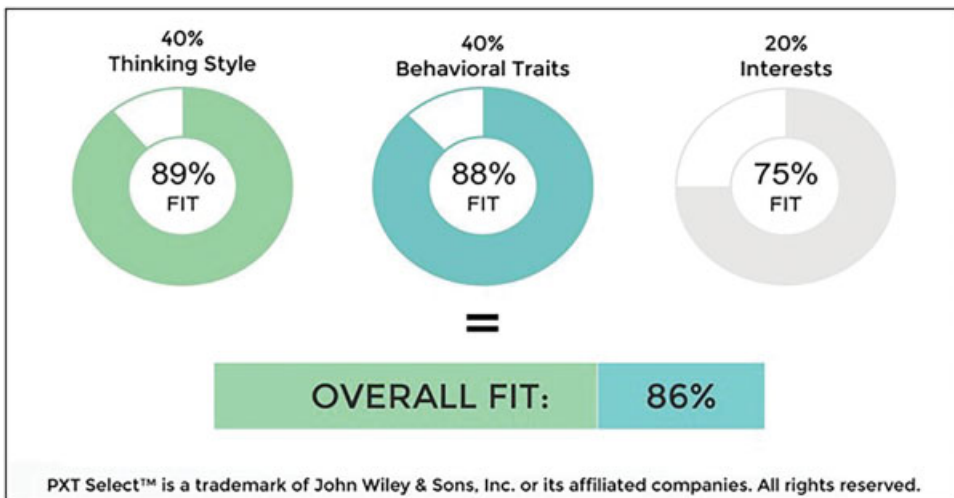 40%
Thinking Style
40%
Behavioral Traits
20%
Interests
89%
FIT
88%
FIT
75%
FIT
=
OVERALL FIT: 86%
PXT Select™ is a trademark of John Wiley & Sons, Inc. or its affiliated companies. All rights reserved.